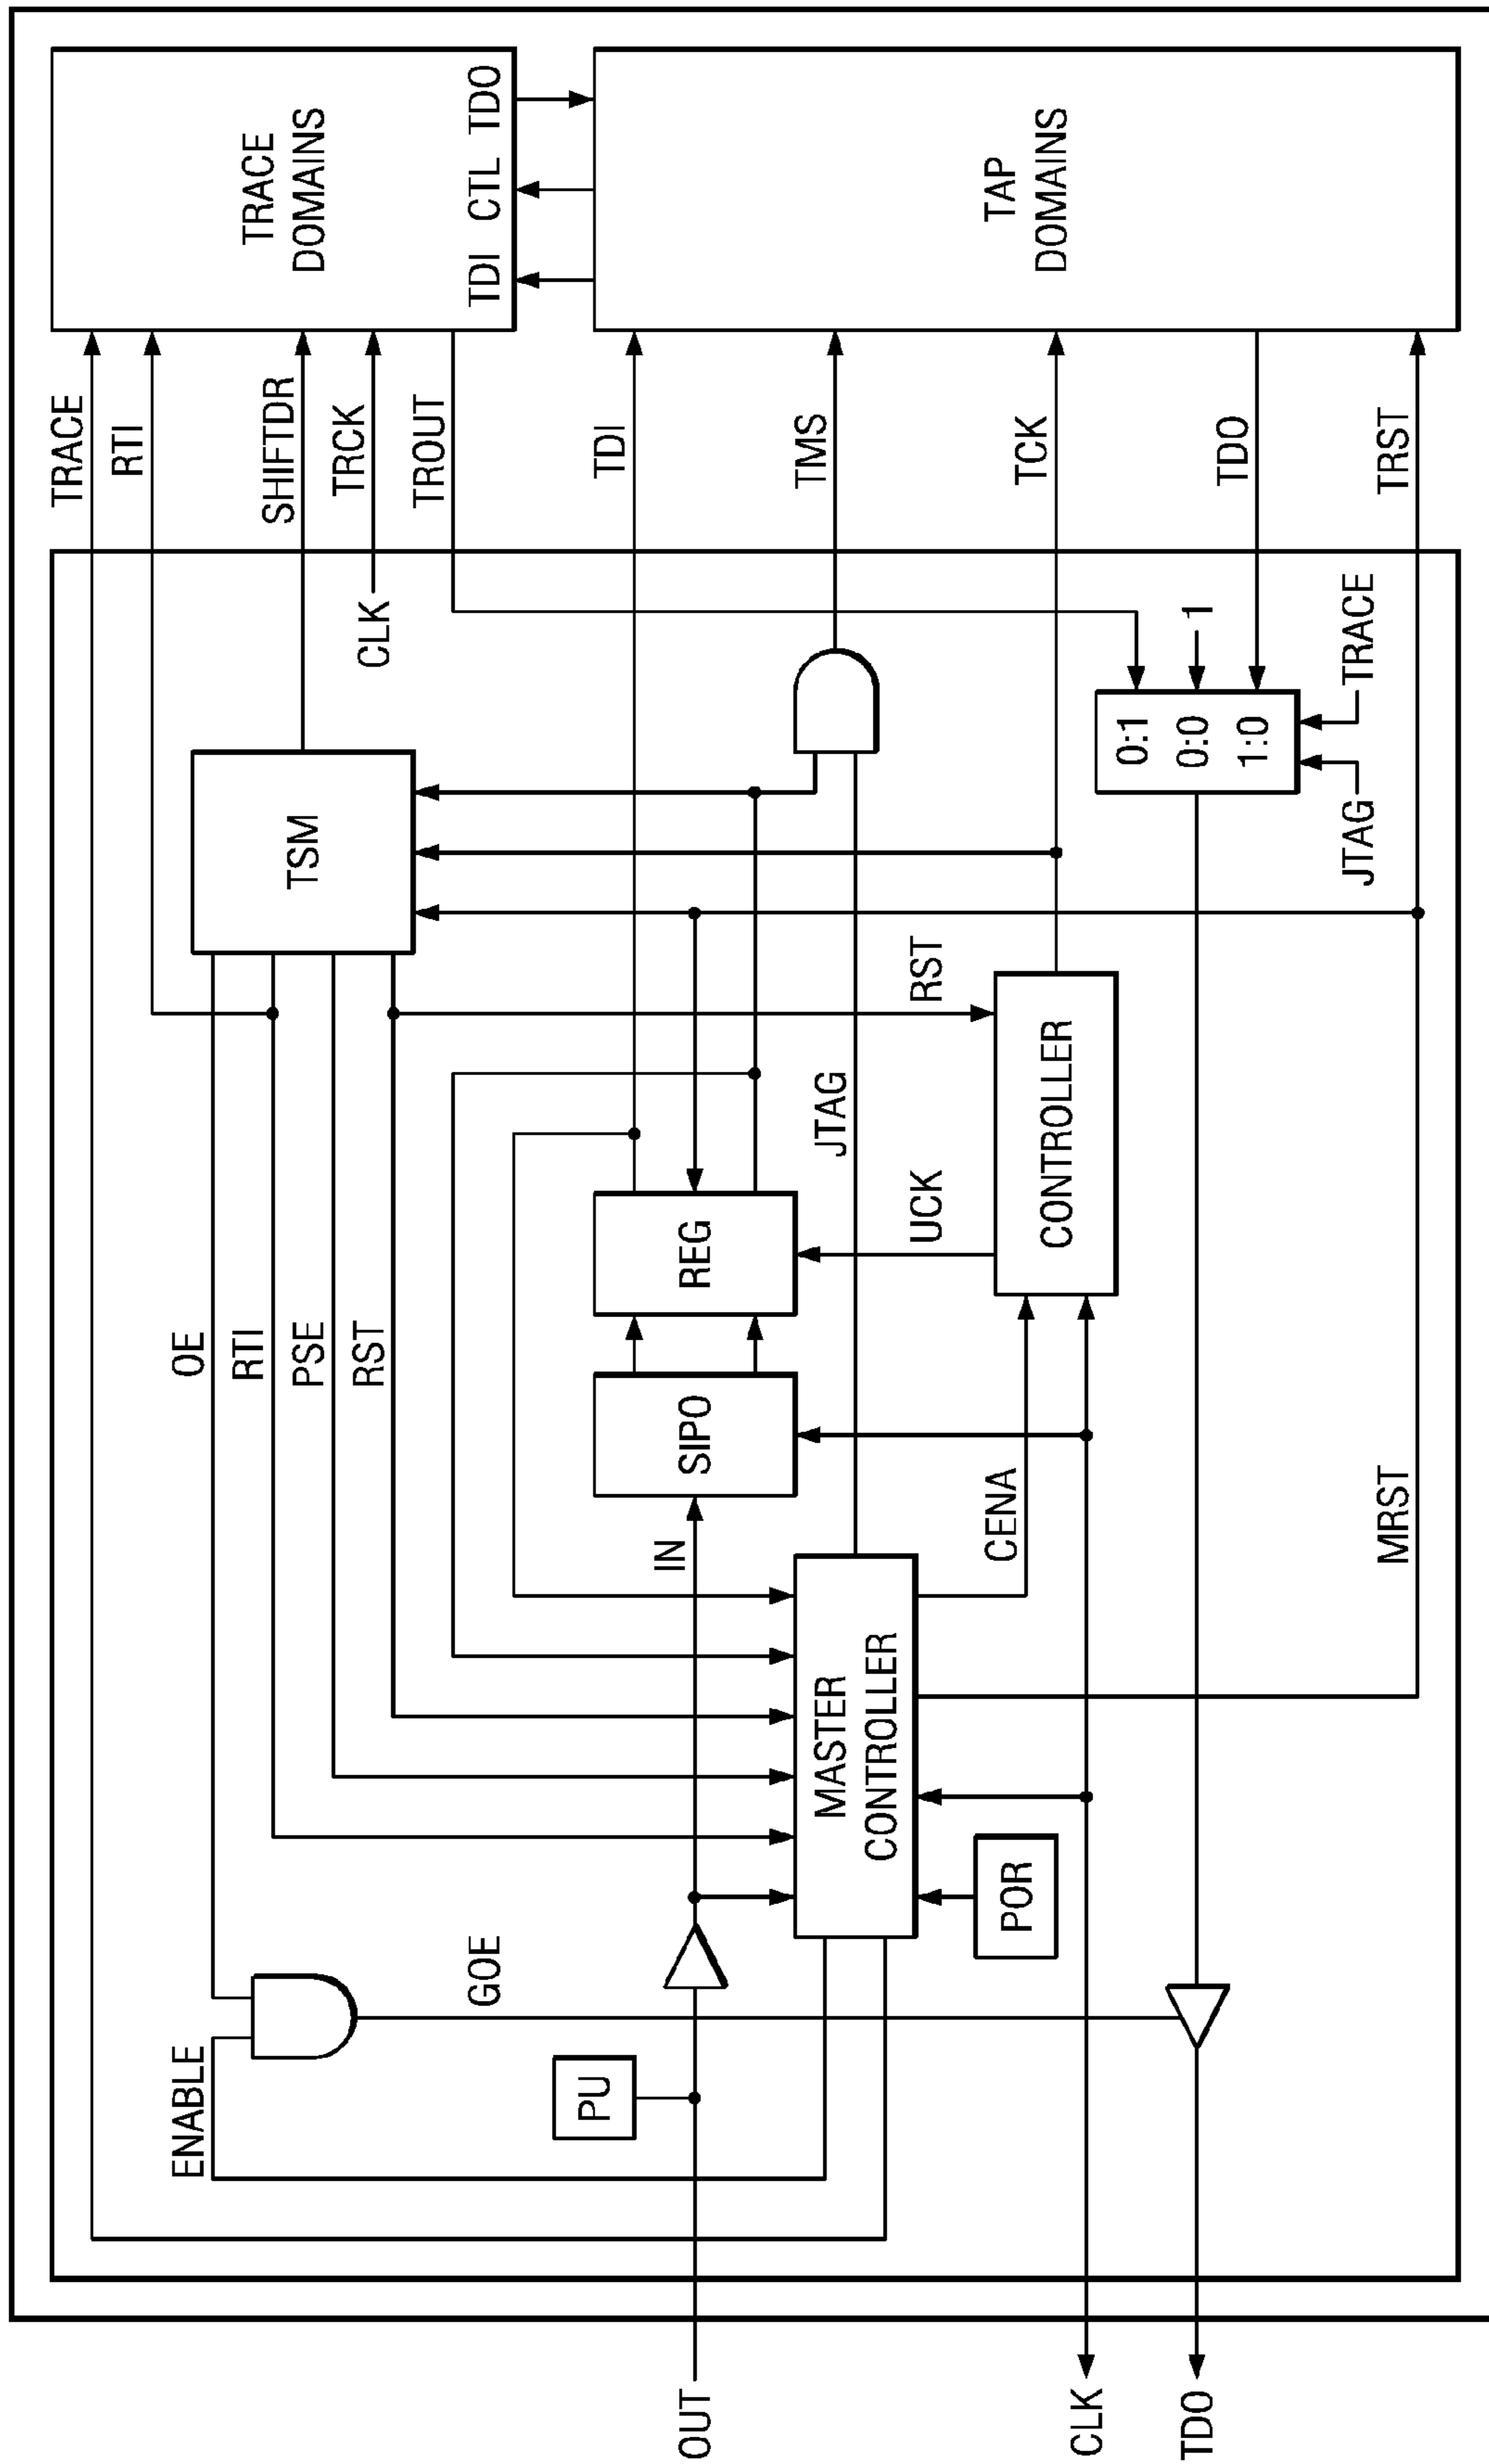 TRACE
DOMAINS
TDI CTL TDO
TAP
DOMAINS
TRACE
RTI
SHIFTDR
TRCK
TROUT
TDI
TMS
TCK
TDO
TRST
CLK
TSM
0:1
0:0
1:0
1
TRACE
JTAG
OE
RTI
PSE
RST
RST
JTAG
REG
UCK
CONTROLLER
SIPO
IN
CENA
MRST
MASTER
CONTROLLER
POR
ENABLE
GOE
PU
OUT
CLK
TDO